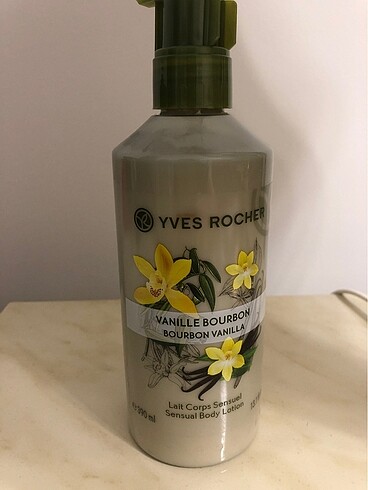 YVES ROCHER
VANILLE BOURBON
BOURBON VANILLA
Lait Corps Sensuel
Sensual Body Lotion
℮ 390 ml